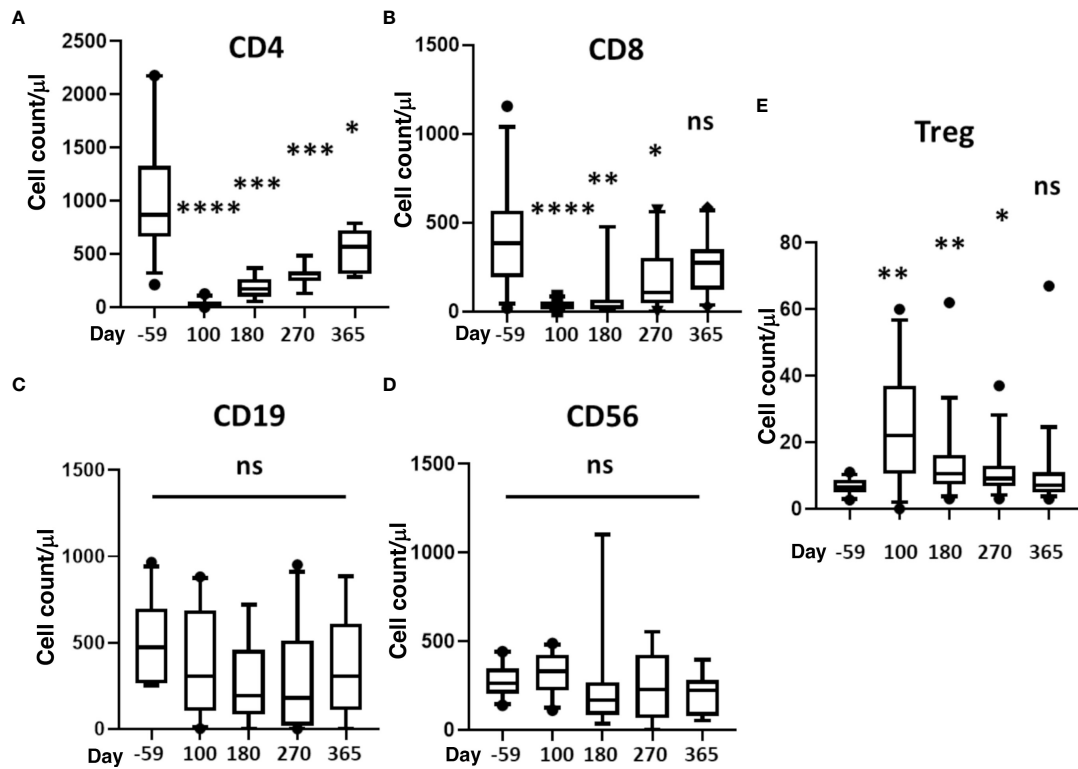 A
CD4
2500
2000
1500
1000
500
0
Cell count/μl
**** *** *** *
Day -59 100 180 270 365
B
CD8
1500
1000
500
0
Cell count/μl
**** ** * ns
Day -59 100 180 270 365
C
CD19
ns
1500
1000
500
0
Cell count/μl
Day -59 100 180 270 365
D
CD56
ns
1500
1000
500
0
Cell count/μl
Day -59 100 180 270 365
E
Treg
80
60
40
20
0
Cell count/μl
** ** * ns
Day -59 100 180 270 365